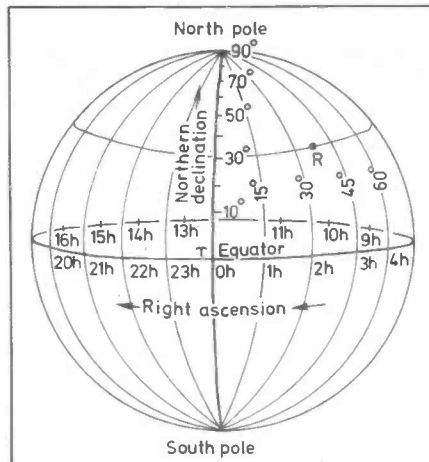 North pole
90°
70°
50°
30°
10°
Northern
declination
R
15°
30°
45°
60°
16h 15h 14h 13h 11h 10h 9h
♈ Equator
20h 21h 22h 23h 0h 1h 2h 3h 4h
Right ascension
South pole